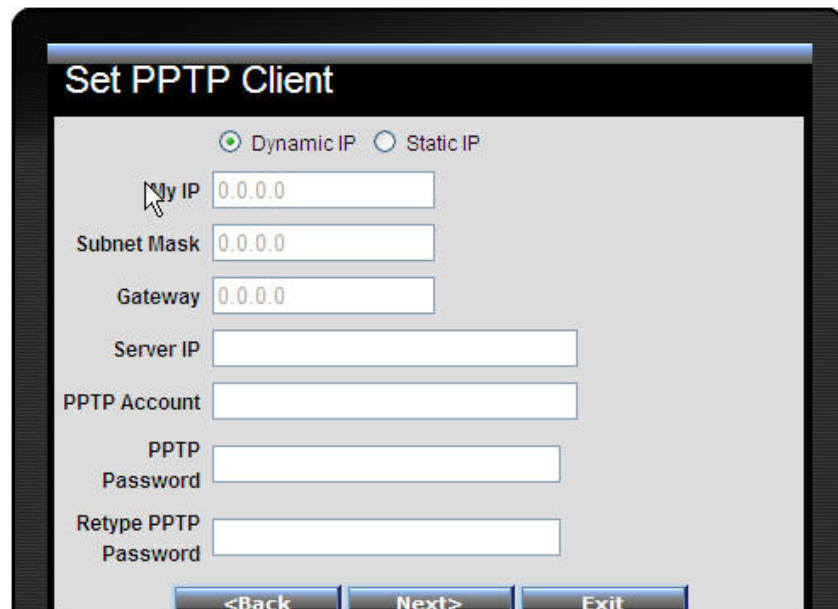 Set PPTP Client
Dynamic IP Static IP
My IP 0.0.0.0
Subnet Mask 0.0.0.0
Gateway 0.0.0.0
Server IP
PPTP Account
PPTP
Password
Retype PPTP
Password
<Back Next> Exit